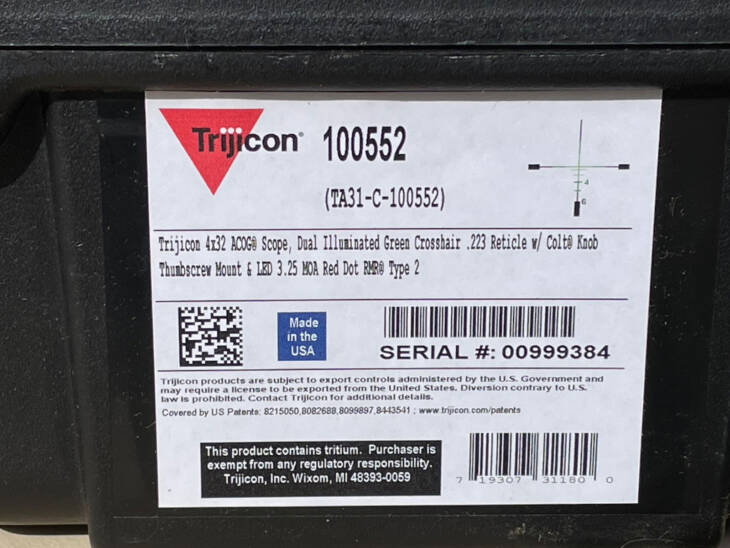 Trijicon® 100552
(TA31-C-100552)
4
6
Trijicon 4x32 ACOG® Scope, Dual Illuminated Green Crosshair .223 Reticle w/ Colt® Knob
Thumbscrew Mount & LED 3.25 MOA Red Dot RMR® Type 2
Made
in the
USA
SERIAL #: 00999384
Trijicon products are subject to export controls administered by the U.S. Government and
may require a license to be exported from the United States. Diversion contrary to U.S.
law is prohibited. Contact Trijicon for additional details.
Covered by US Patents: 8215050,8082688,8099897,8443541 ; www.trijicon.com/patents
This product contains tritium. Purchaser is
exempt from any regulatory responsibility.
Trijicon, Inc. Wixom, MI 48393-0059
7 19307 31180 0